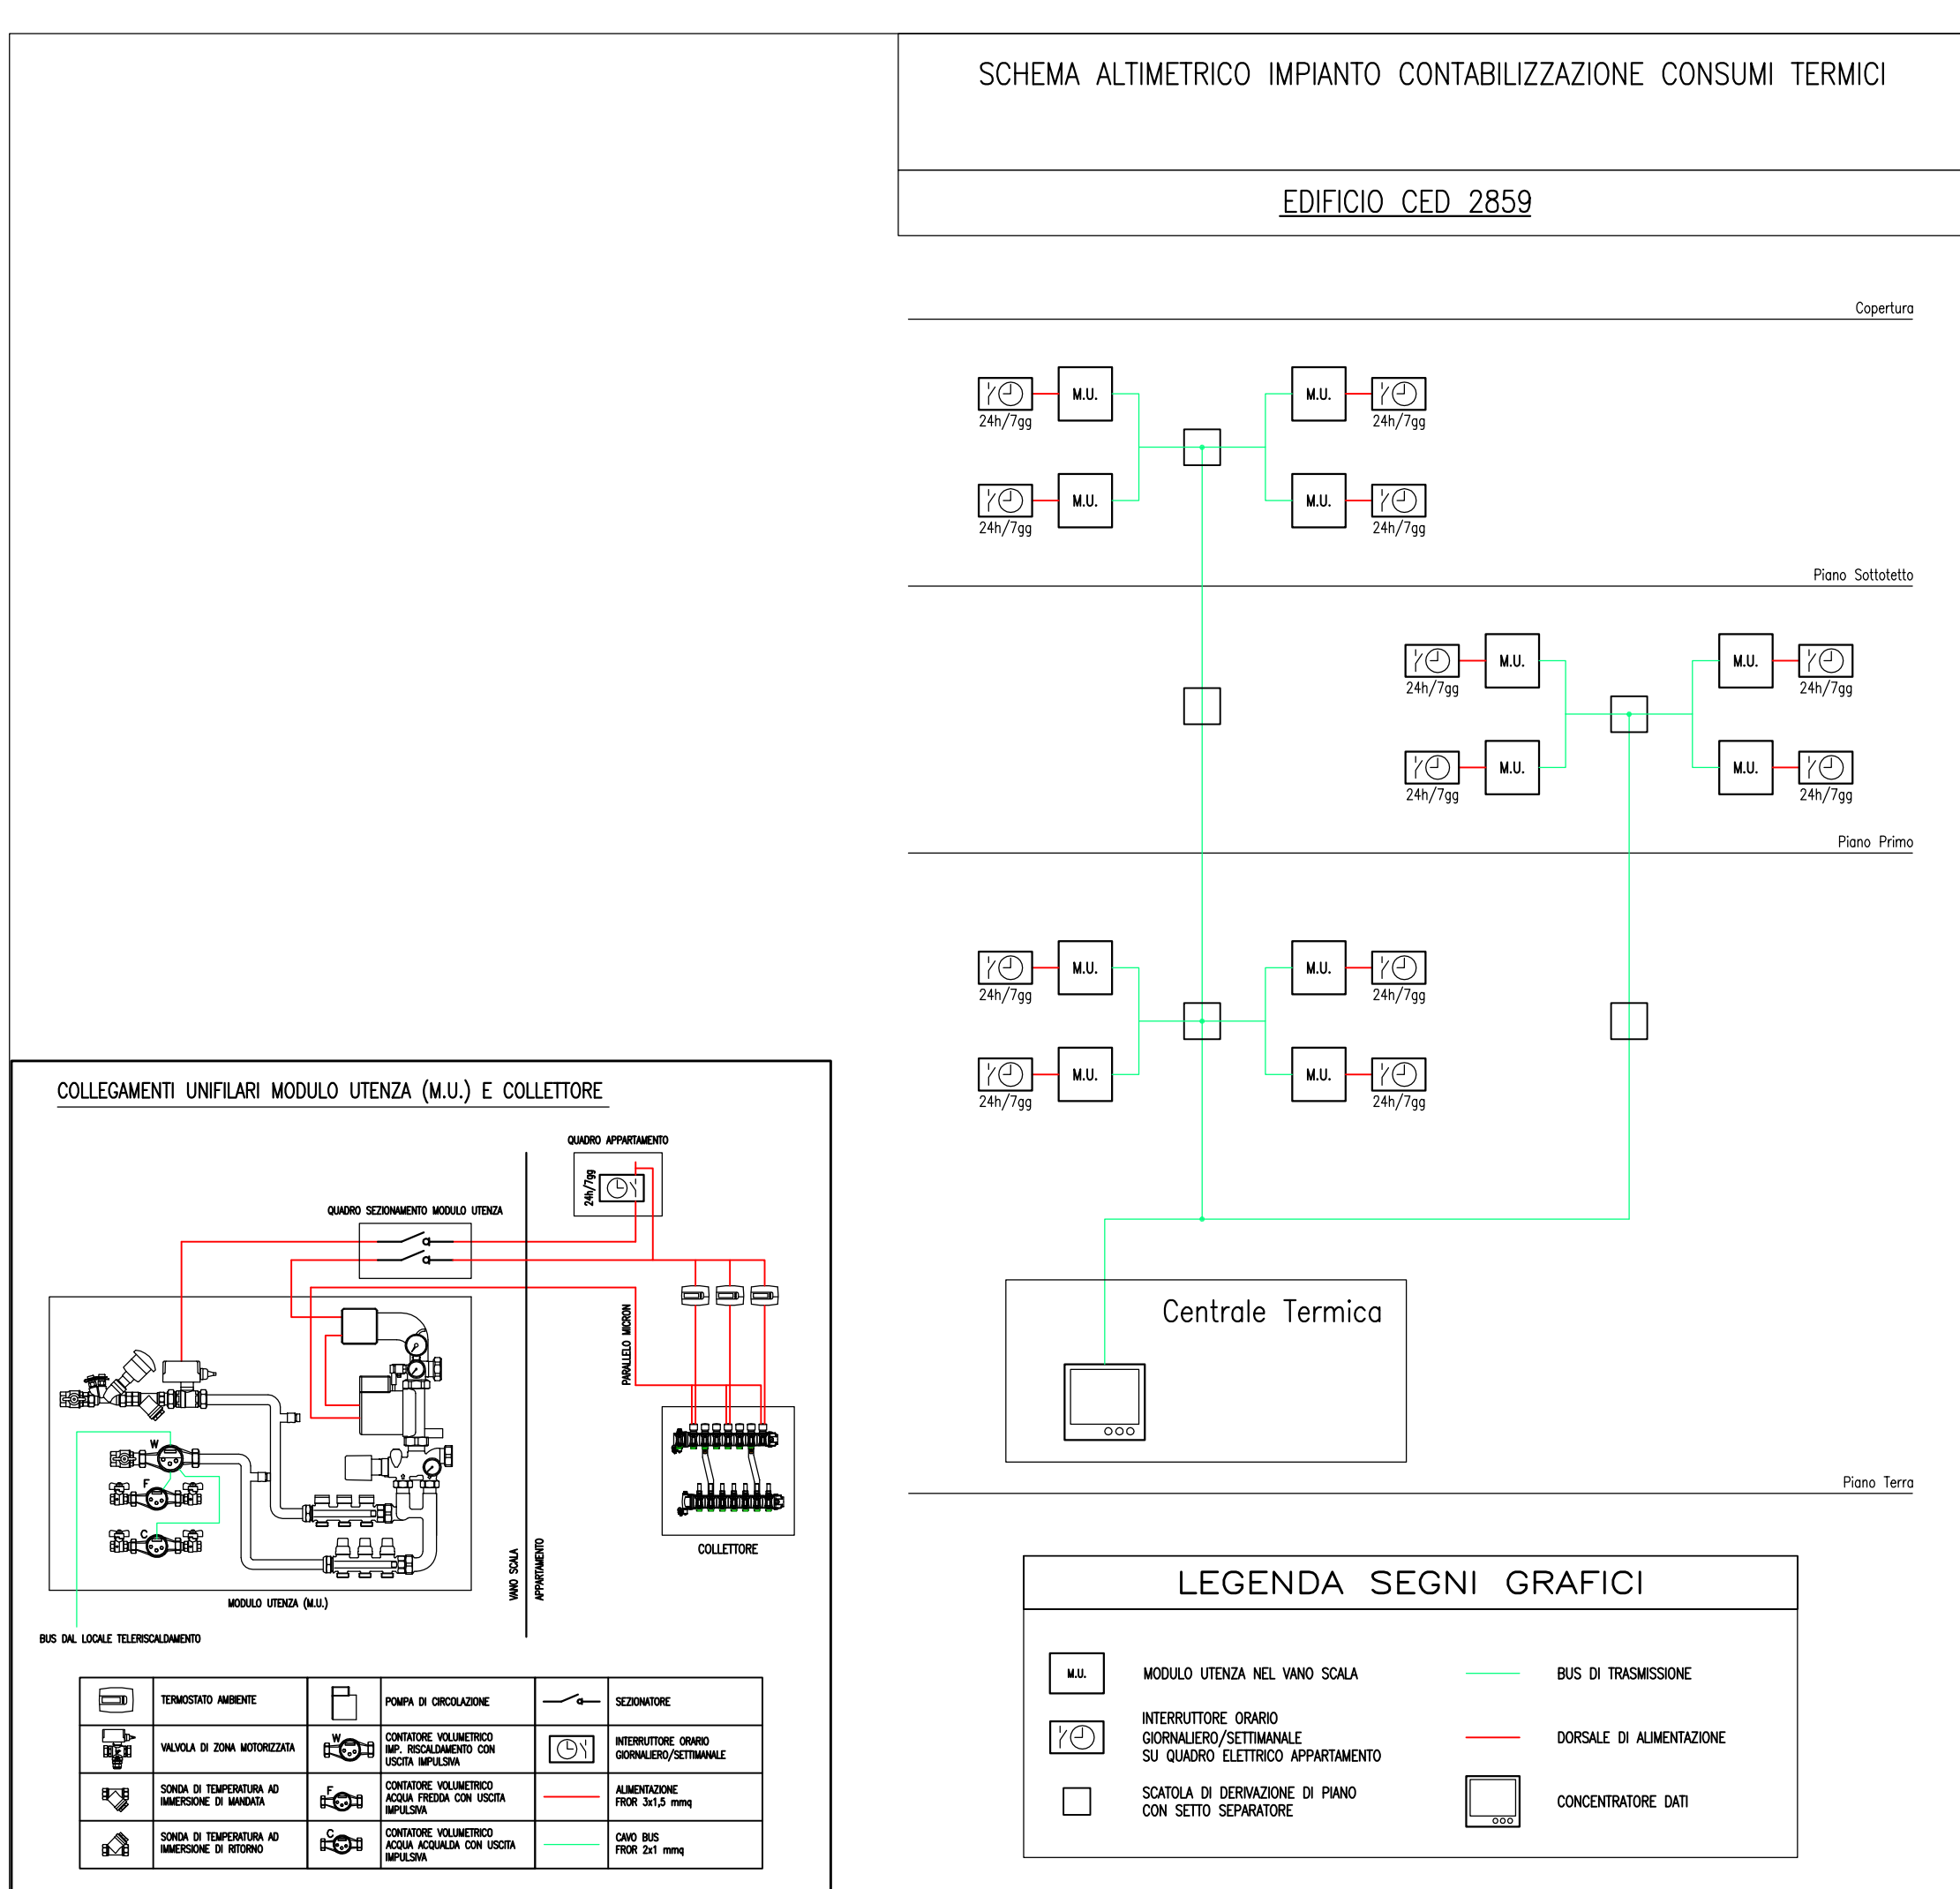 SCHEMA ALTIMETRICO IMPIANTO CONTABILIZZAZIONE CONSUMI TERMICI
EDIFICIO CED 2859
Copertura
M.U. M.U.
24h/7gg 24h/7gg
M.U. M.U.
24h/7gg 24h/7gg
Piano Sottotetto
M.U. M.U.
24h/7gg 24h/7gg
M.U. M.U.
24h/7gg 24h/7gg
Piano Primo
M.U. M.U.
24h/7gg 24h/7gg
M.U. M.U.
24h/7gg 24h/7gg
Centrale Termica
Piano Terra
COLLEGAMENTI UNIFILARI MODULO UTENZA (M.U.) E COLLETTORE
QUADRO APPARTAMENTO
24h/7gg
QUADRO SEZIONAMENTO MODULO UTENZA
PARALLELO MICRON
W
F
C
COLLETTORE
VANO SCALA
APPARTAMENTO
MODULO UTENZA (M.U.)
BUS DAL LOCALE TELERISCALDAMENTO
TERMOSTATO AMBIENTE
POMPA DI CIRCOLAZIONE
SEZIONATORE
VALVOLA DI ZONA MOTORIZZATA
W
CONTATORE VOLUMETRICO
IMP. RISCALDAMENTO CON
USCITA IMPULSIVA
INTERRUTTORE ORARIO
GIORNALIERO/SETTIMANALE
SONDA DI TEMPERATURA AD
IMMERSIONE DI MANDATA
F
CONTATORE VOLUMETRICO
ACQUA FREDDA CON USCITA
IMPULSIVA
ALIMENTAZIONE
FROR 3x1,5 mmq
SONDA DI TEMPERATURA AD
IMMERSIONE DI RITORNO
C
CONTATORE VOLUMETRICO
ACQUA ACQUALDA CON USCITA
IMPULSIVA
CAVO BUS
FROR 2x1 mmq
LEGENDA SEGNI GRAFICI
M.U.
MODULO UTENZA NEL VANO SCALA
BUS DI TRASMISSIONE
INTERRUTTORE ORARIO
GIORNALIERO/SETTIMANALE
SU QUADRO ELETTRICO APPARTAMENTO
DORSALE DI ALIMENTAZIONE
SCATOLA DI DERIVAZIONE DI PIANO
CON SETTO SEPARATORE
CONCENTRATORE DATI